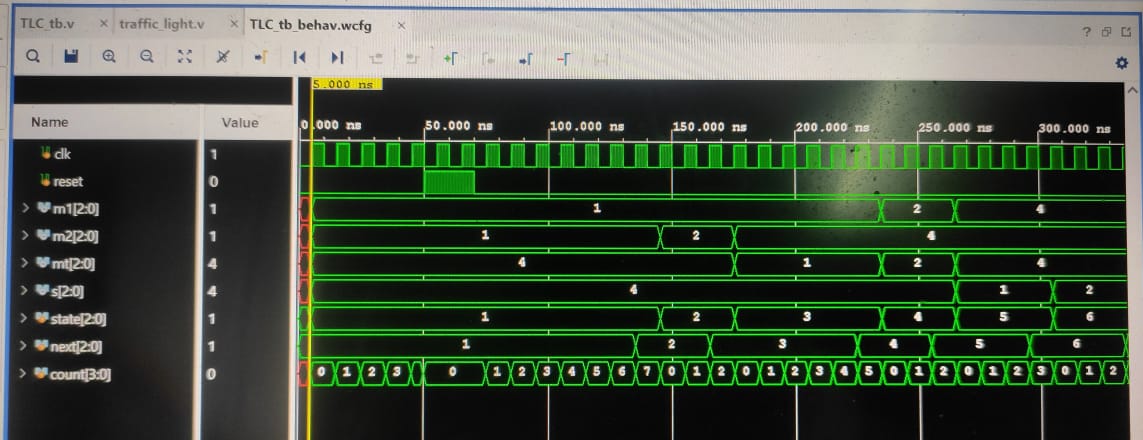 TLC_tb.v × traffic_light.v × TLC_tb_behav.wcfg ×
?
5.000 ns
Name Value
0.000 ns 50.000 ns 100.000 ns 150.000 ns 200.000 ns 250.000 ns 300.000 ns
clk 1
reset 0
m1[2:0] 1 1 2 4
m2[2:0] 1 1 2 4
mt[2:0] 4 4 1 2 4
s[2:0] 4 4 1 2
state[2:0] 1 1 2 3 4 5 6
next[2:0] 1 1 2 3 4 5 6
count[3:0] 0 0 1 2 3 0 1 2 3 4 5 6 7 0 1 2 0 1 2 3 4 5 0 1 2 0 1 2 3 0 1 2